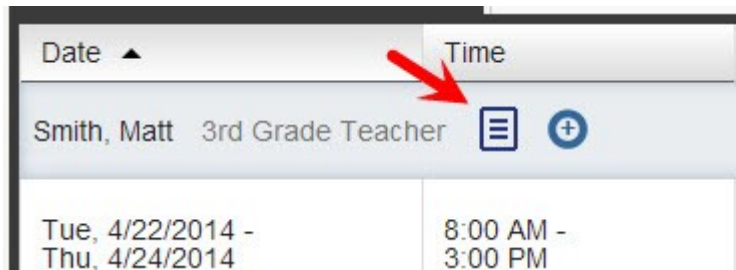 Date Time
Smith, Matt 3rd Grade Teacher
Tue, 4/22/2014 - 8:00 AM -
Thu, 4/24/2014 3:00 PM